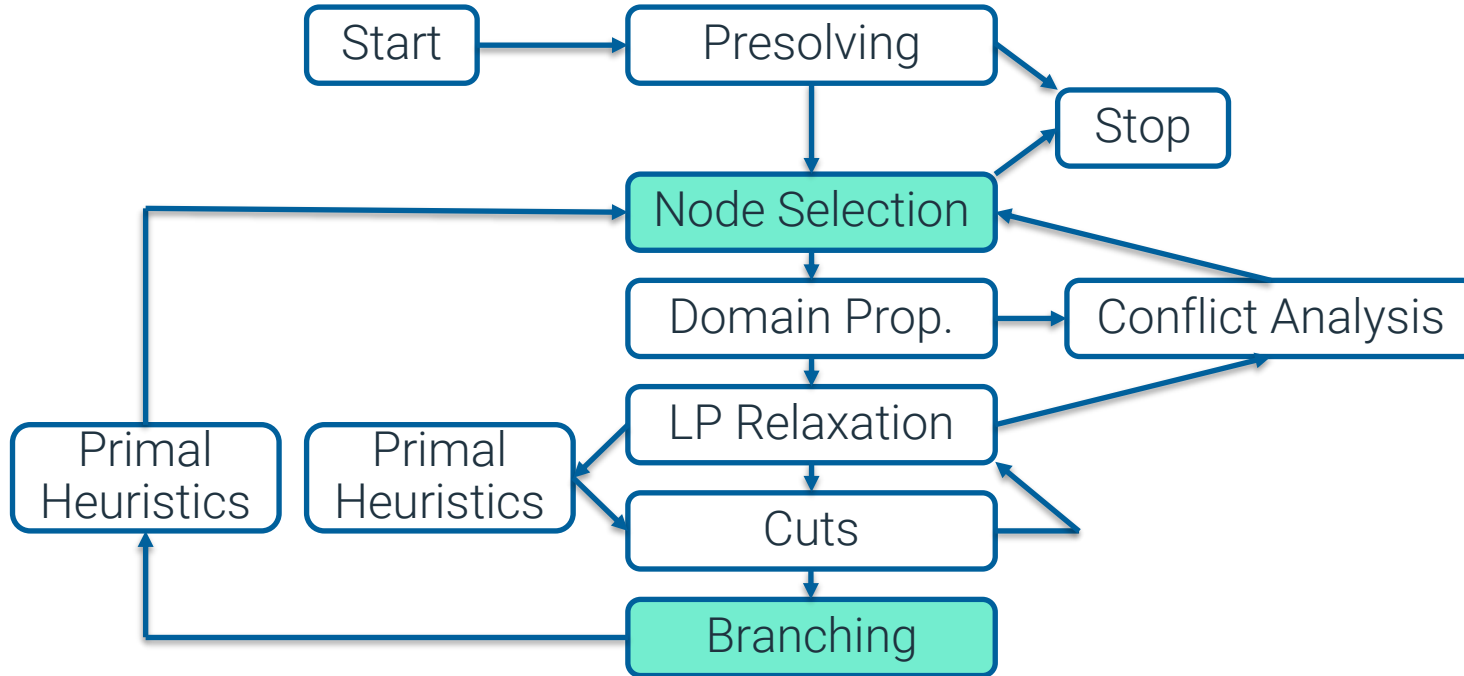 Start
Presolving
Stop
Node Selection
Domain Prop.
Conflict Analysis
LP Relaxation
Primal
Heuristics
Primal
Heuristics
Cuts
Branching